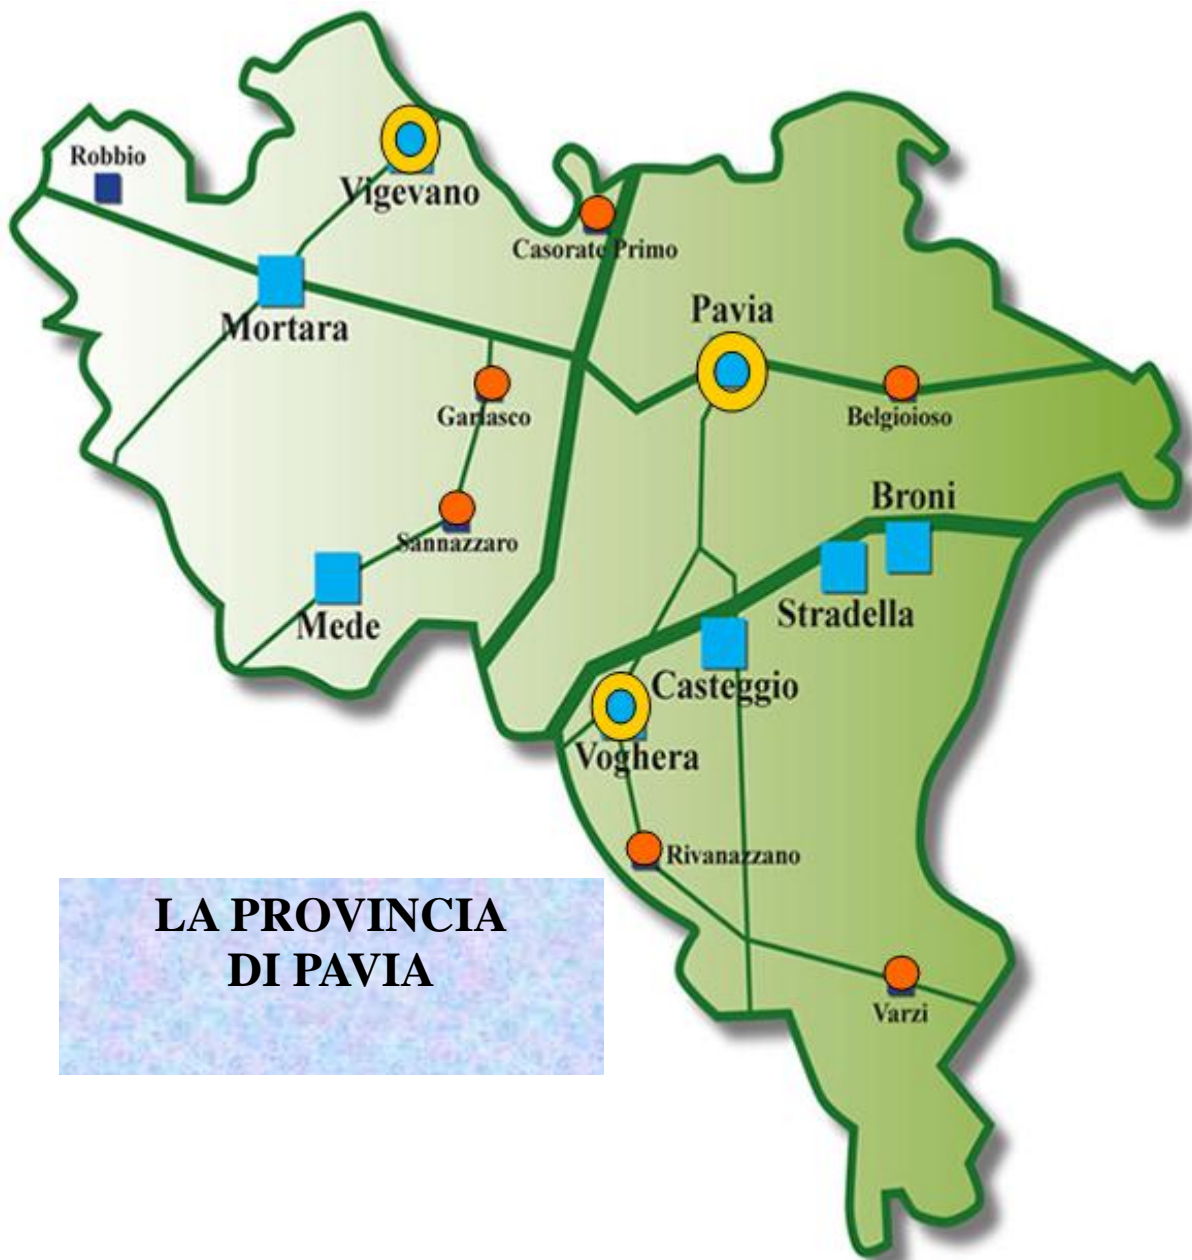 Robbio
Vigevano
Casorate Primo
Mortara
Pavia
Garlasco
Belgioioso
Broni
Sannazzaro
Stradella
Mede
Casteggio
Voghera
Rivanazzano
LA PROVINCIA
DI PAVIA
Varzi